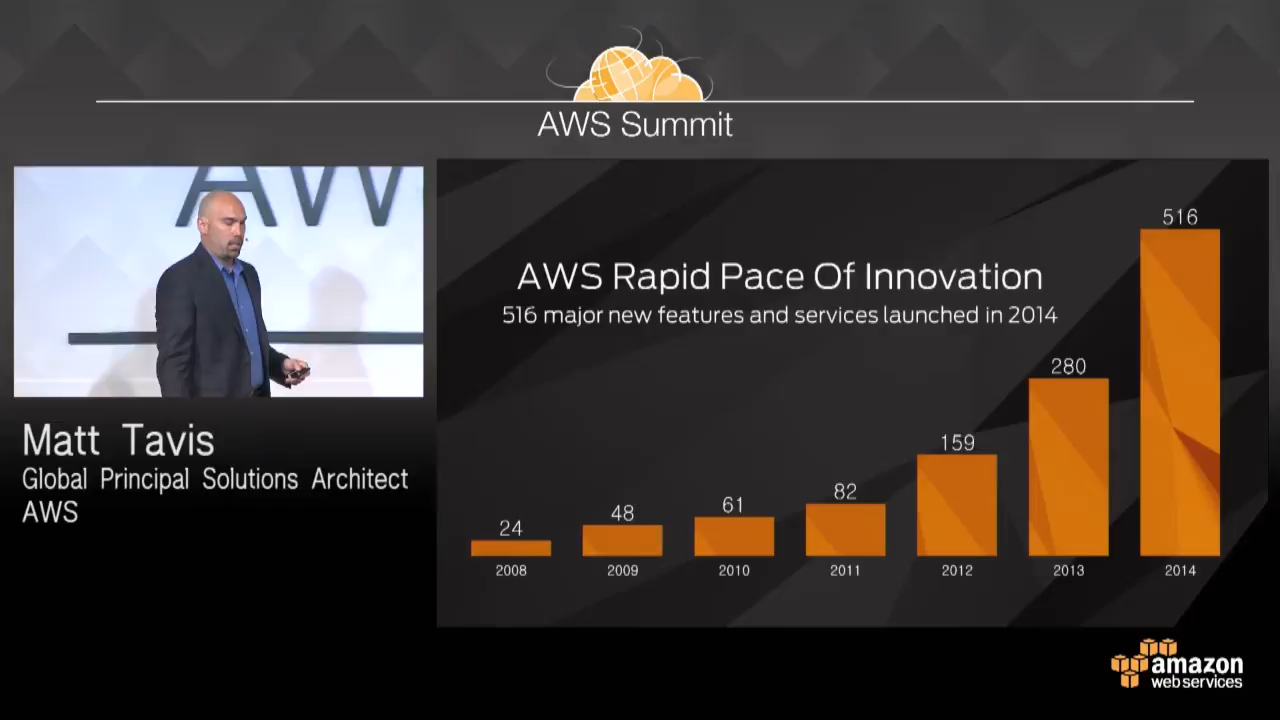 AWS Summit
AW
Matt Tavis
Global Principal Solutions Architect
AWS
AWS Rapid Pace Of Innovation
516 major new features and services launched in 2014
24
48
61
82
159
280
516
2008
2009
2010
2011
2012
2013
2014
amazon
web services